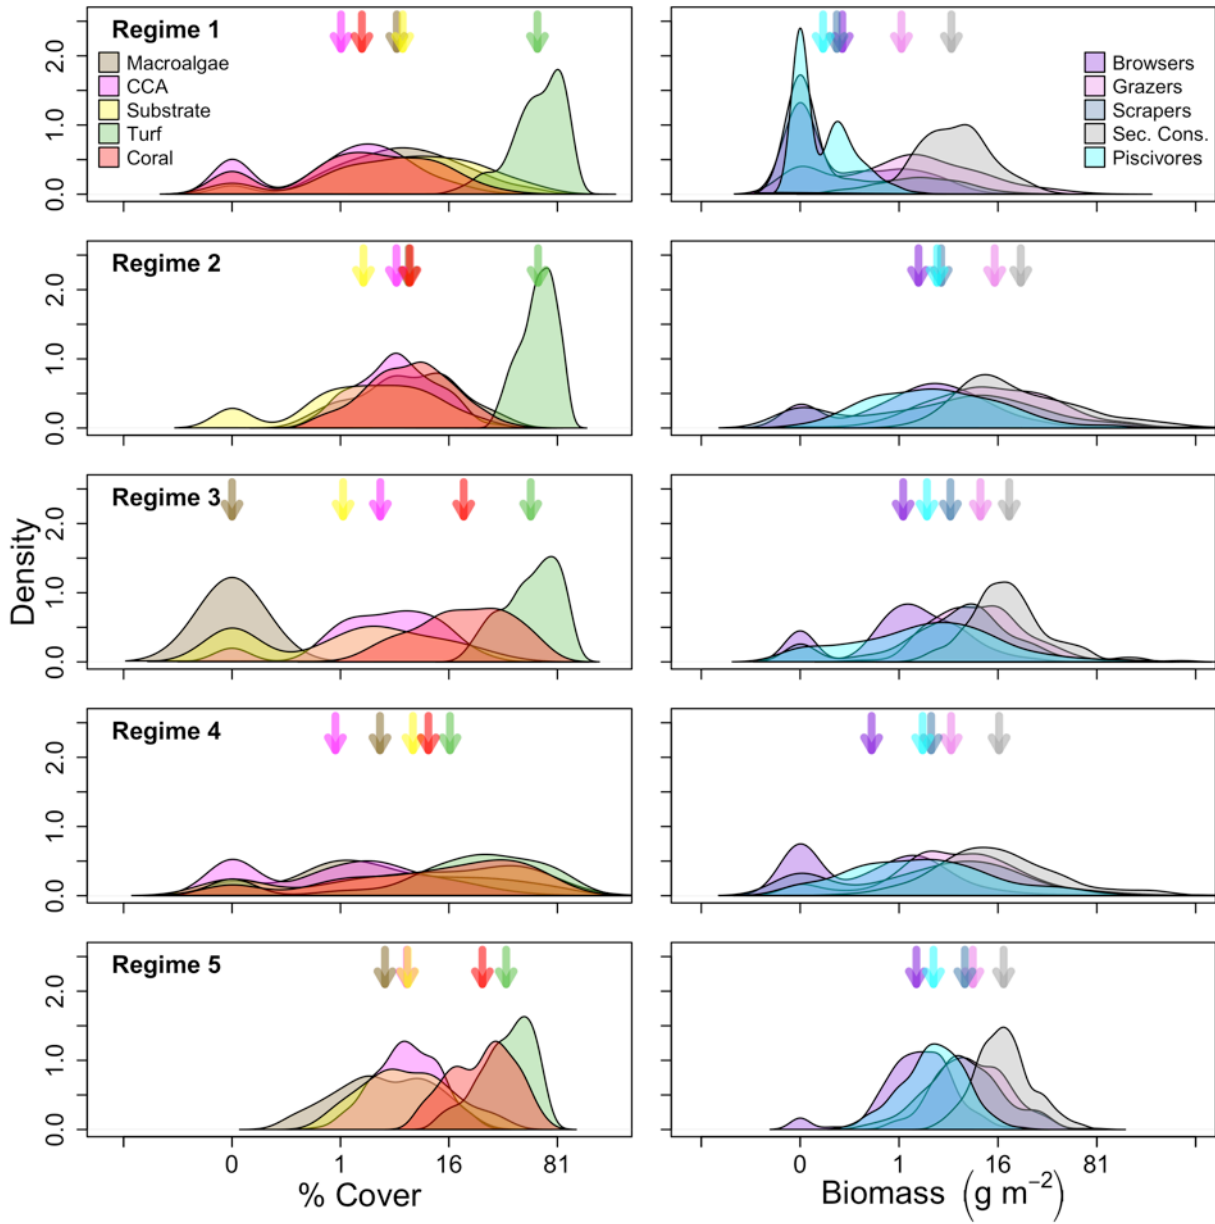 Regime 1
Macroalgae
CCA
Substrate
Turf
Coral
Browsers
Grazers
Scrapers
Sec. Cons.
Piscivores
0.0 1.0 2.0
Regime 2
0.0 1.0 2.0
Regime 3
0.0 1.0 2.0
Regime 4
0.0 1.0 2.0
Regime 5
0.0 1.0 2.0
Density
0 1 16 81
% Cover
0 1 16 81
Biomass (g m⁻²)